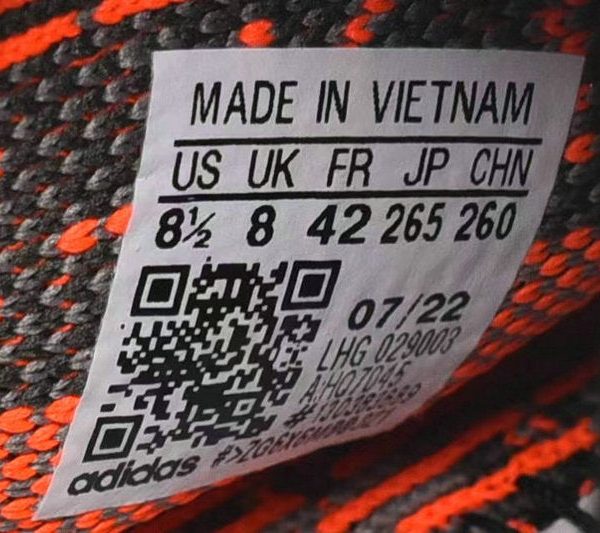 MADE IN VIETNAM
US UK FR JP CHN
8½ 8 42 265 260
07/22
LHG 029003
A:HQ7045
adidas